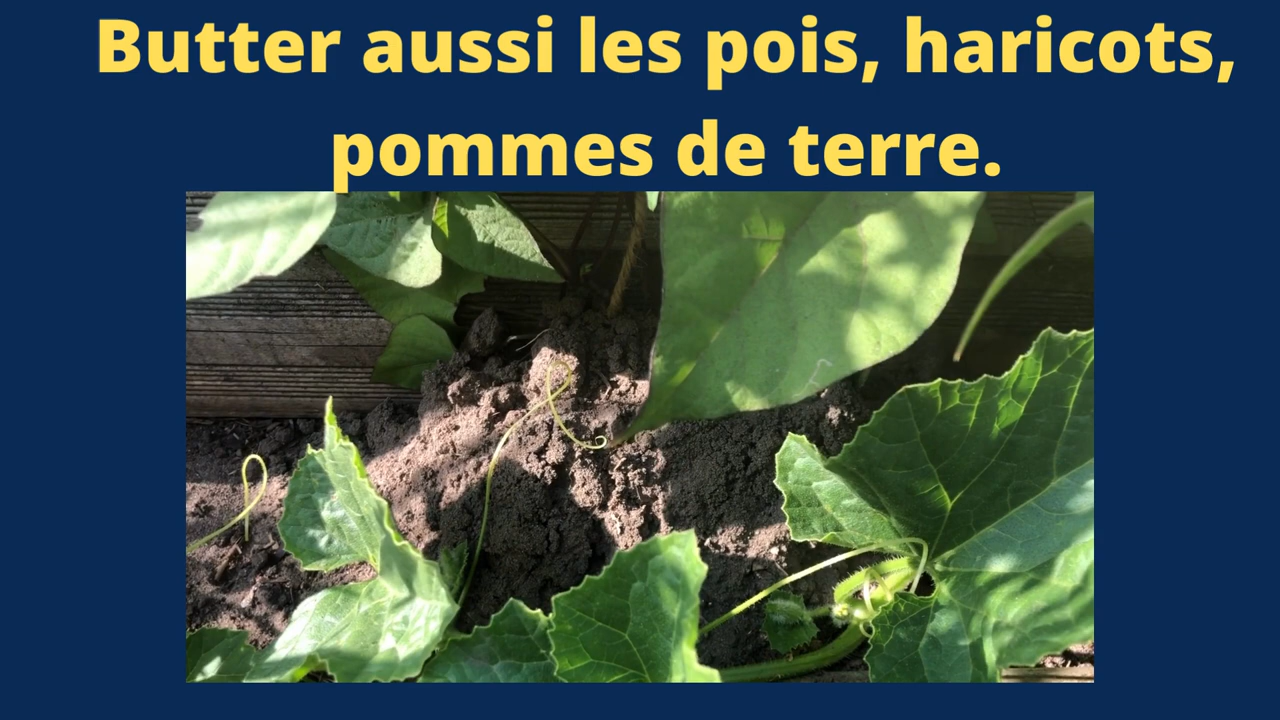 Butter aussi les pois, haricots,
pommes de terre.